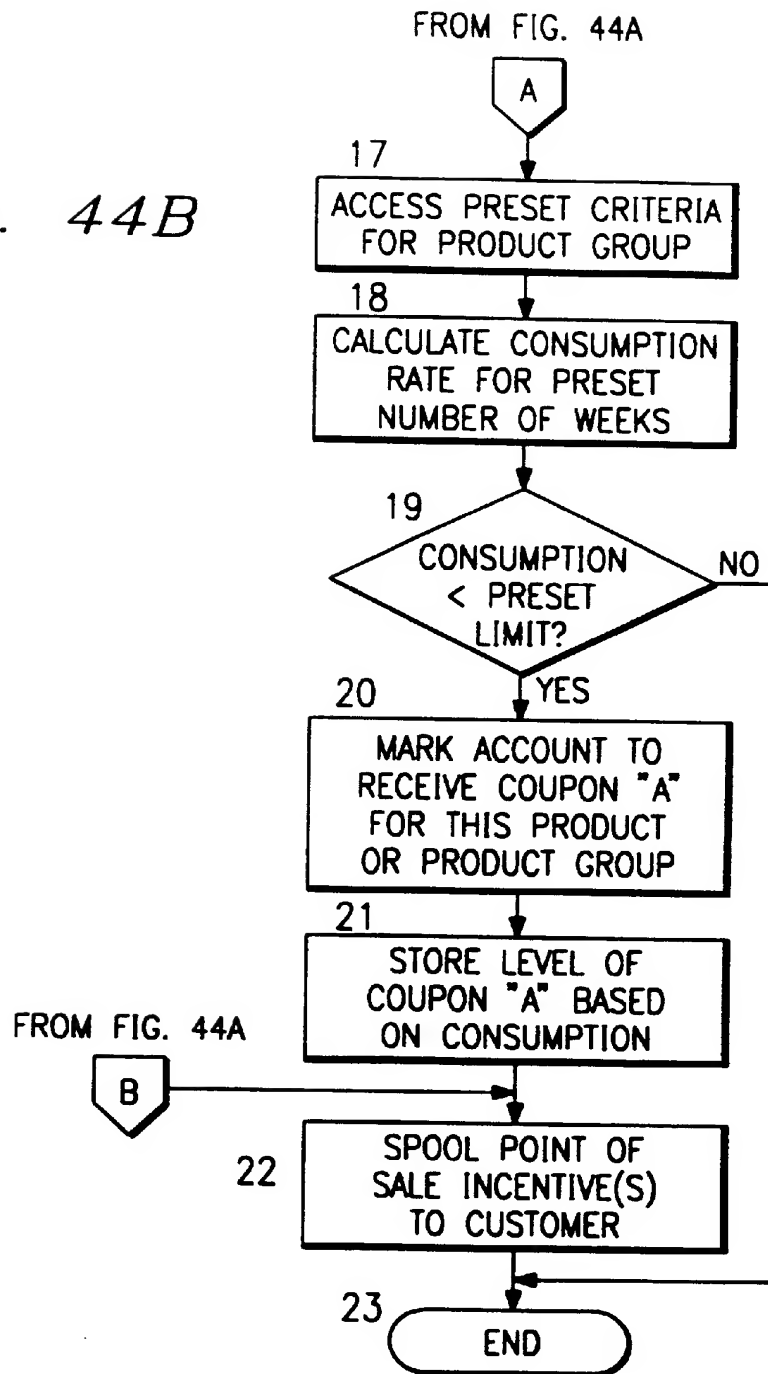 FROM FIG. 44A
A
. 44B
17
ACCESS PRESET CRITERIA
FOR PRODUCT GROUP
18
CALCULATE CONSUMPTION
RATE FOR PRESET
NUMBER OF WEEKS
19
CONSUMPTION
< PRESET
LIMIT?
NO
YES
20
MARK ACCOUNT TO
RECEIVE COUPON "A"
FOR THIS PRODUCT
OR PRODUCT GROUP
21
STORE LEVEL OF
COUPON "A" BASED
ON CONSUMPTION
FROM FIG. 44A
B
22
SPOOL POINT OF
SALE INCENTIVE(S)
TO CUSTOMER
23
END